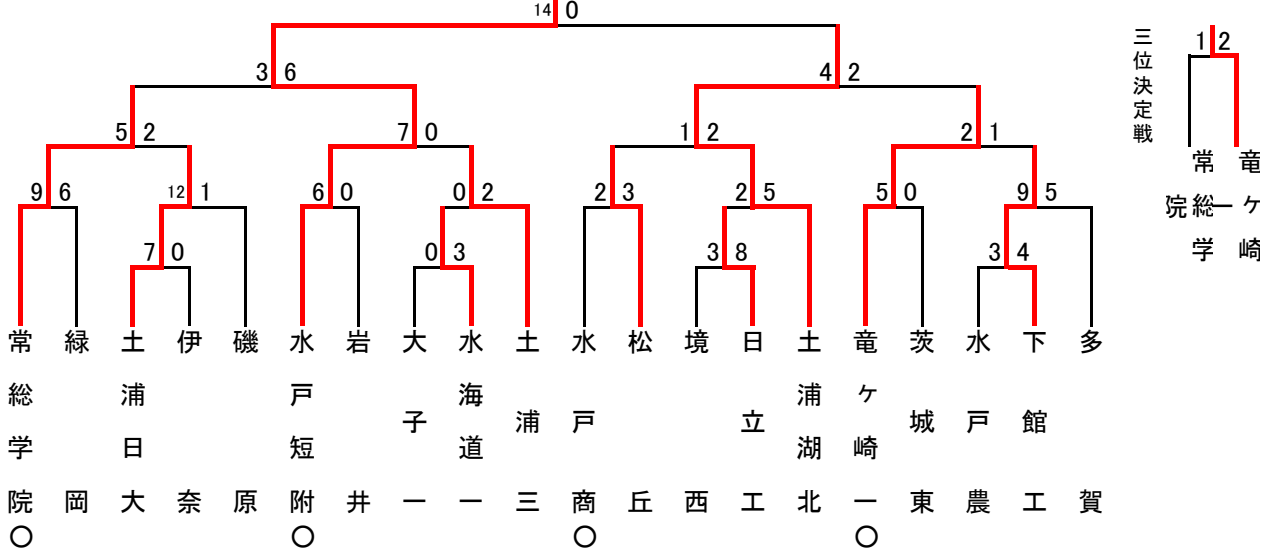 14 0
3 6
4 2
5 2
7 0
1 2
2 1
9 6
12 1
6 0
0 2
2 3
2 5
5 0
9 5
7 0
0 3
3 8
3 4
常総学院
緑岡
土浦日大
伊奈
磯原
水戸短附
岩井
大子一
水海道一
土浦三
水戸商
松丘
境西
日立工
土浦湖北
竜ケ崎一
茨城東
水戸農
下館工
多賀
○
○
○
○
三位決定戦
1 2
常総学院
竜ケ崎一